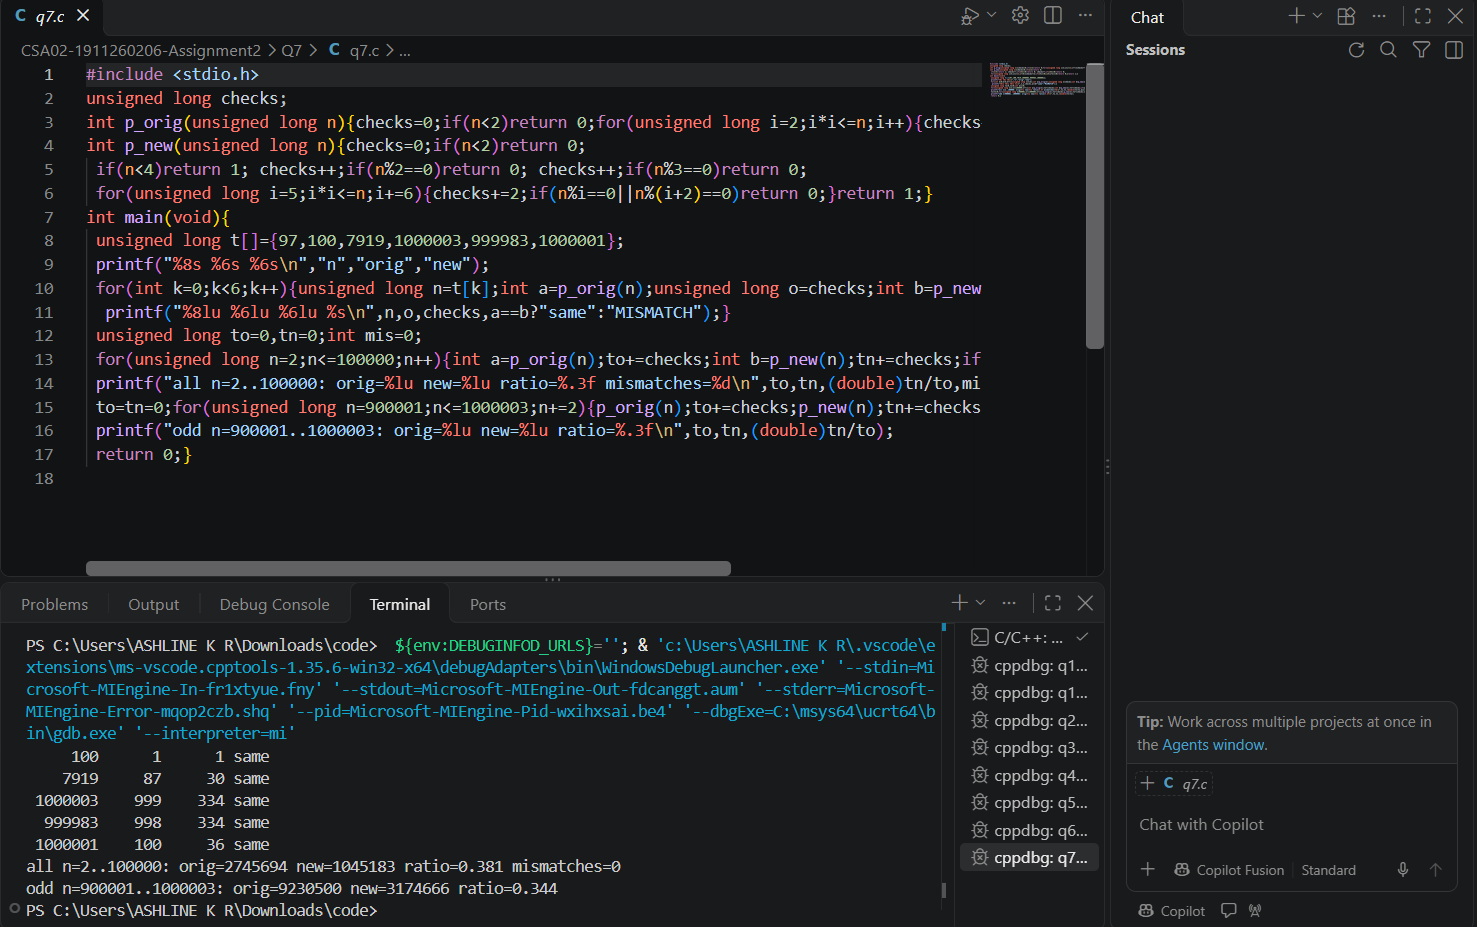 q7.c
CSA02-1911260206-Assignment2 > Q7 > C q7.c > ...
1 #include <stdio.h>
2 unsigned long checks;
3 int p_orig(unsigned long n){checks=0;if(n<2)return 0;for(unsigned long i=2;i*i<=n;i++){checks
4 int p_new(unsigned long n){checks=0;if(n<2)return 0;
5 if(n<4)return 1; checks++;if(n%2==0)return 0; checks++;if(n%3==0)return 0;
6 for(unsigned long i=5;i*i<=n;i+=6){checks+=2;if(n%i==0||n%(i+2)==0)return 0;}return 1;}
7 int main(void){
8 unsigned long t[]={97,100,7919,1000003,999983,1000001};
9 printf("%8s %6s %6s\n","n","orig","new");
10 for(int k=0;k<6;k++){unsigned long n=t[k];int a=p_orig(n);unsigned long o=checks;int b=p_new
11 printf("%8lu %6lu %6lu %s\n",n,o,checks,a==b?"same":"MISMATCH");}
12 unsigned long to=0,tn=0;int mis=0;
13 for(unsigned long n=2;n<=100000;n++){int a=p_orig(n);to+=checks;int b=p_new(n);tn+=checks;if
14 printf("all n=2..100000: orig=%lu new=%lu ratio=%.3f mismatches=%d\n",to,tn,(double)tn/to,mi
15 to=tn=0;for(unsigned long n=900001;n<=1000003;n+=2){p_orig(n);to+=checks;p_new(n);tn+=checks
16 printf("odd n=900001..1000003: orig=%lu new=%lu ratio=%.3f\n",to,tn,(double)tn/to);
17 return 0;}
18
Problems Output Debug Console Terminal Ports
PS C:\Users\ASHLINE K R\Downloads\code>  ${env:DEBUGINFOD_URLS}=''; & 'c:\Users\ASHLINE K R\.vscode\e
xtensions\ms-vscode.cpptools-1.35.6-win32-x64\debugAdapters\bin\WindowsDebugLauncher.exe' '--stdin=Mi
crosoft-MIEngine-In-fr1xtyue.fny' '--stdout=Microsoft-MIEngine-Out-fdcanggt.aum' '--stderr=Microsoft-
MIEngine-Error-mqop2czb.shq' '--pid=Microsoft-MIEngine-Pid-wxihxsai.be4' '--dbgExe=C:\msys64\ucrt64\b
in\gdb.exe' '--interpreter=mi'
100 1 1 same
7919 87 30 same
1000003 999 334 same
999983 998 334 same
1000001 100 36 same
all n=2..100000: orig=2745694 new=1045183 ratio=0.381 mismatches=0
odd n=900001..1000003: orig=9230500 new=3174666 ratio=0.344
PS C:\Users\ASHLINE K R\Downloads\code>
C/C++: ...
cppdbg: q1...
cppdbg: q1...
cppdbg: q2...
cppdbg: q3...
cppdbg: q4...
cppdbg: q5...
cppdbg: q6...
cppdbg: q7...
Chat
Sessions
Tip: Work across multiple projects at once in
the Agents window.
C q7.c
Chat with Copilot
Copilot Fusion Standard
Copilot